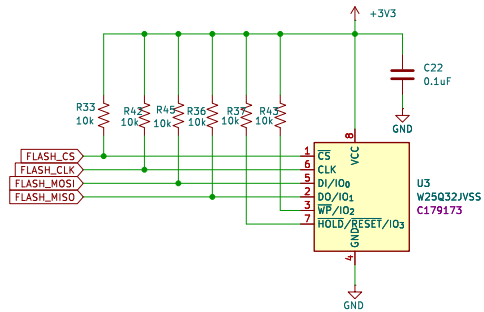 +3V3
C22
0.1uF
GND
R33
10k
R42
10k
R45
10k
R36
10k
R37
10k
R43
10k
FLASH_CS
FLASH_CLK
FLASH_MOSI
FLASH_MISO
1
6
5
2
3
7
8
VCC
CS
CLK
DI/IO0
DO/IO1
WP/IO2
HOLD/RESET/IO3
GND
4
U3
W25Q32JVSS
C179173
GND